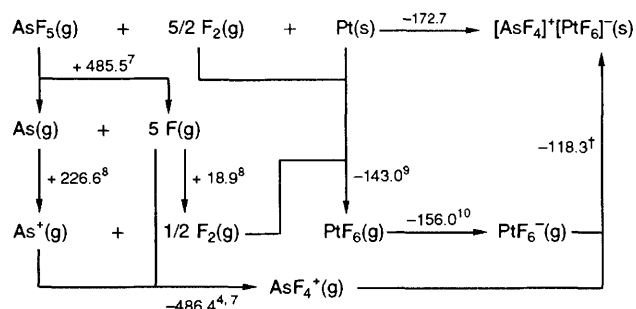 AsF₅(g) + 5/2 F₂(g) + Pt(s) −172.7 [AsF₄]⁺[PtF₆]⁻(s)
+ 485.5⁷
As(g) + 5 F(g)
−118.3†
+ 226.6⁸ + 18.9⁸ −143.0⁹
As⁺(g) + 1/2 F₂(g) PtF₆(g) −156.0¹⁰ PtF₆⁻(g)
−486.4⁴,⁷ AsF₄⁺(g)